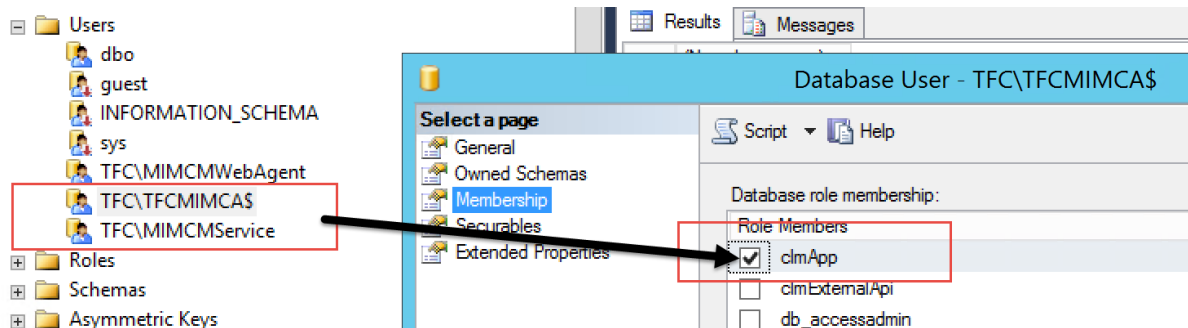 Users
dbo
guest
INFORMATION_SCHEMA
sys
TFC\MIMCMWebAgent
TFC\TFCMIMCA$
TFC\MIMCMService
Roles
Schemas
Asymmetric Keys
Results
Messages
Database User - TFC\TFCMIMCA$
Select a page
General
Owned Schemas
Membership
Securables
Extended Properties
Script
Help
Database role membership:
Role Members
clmApp
clmExternalApi
db_accessadmin